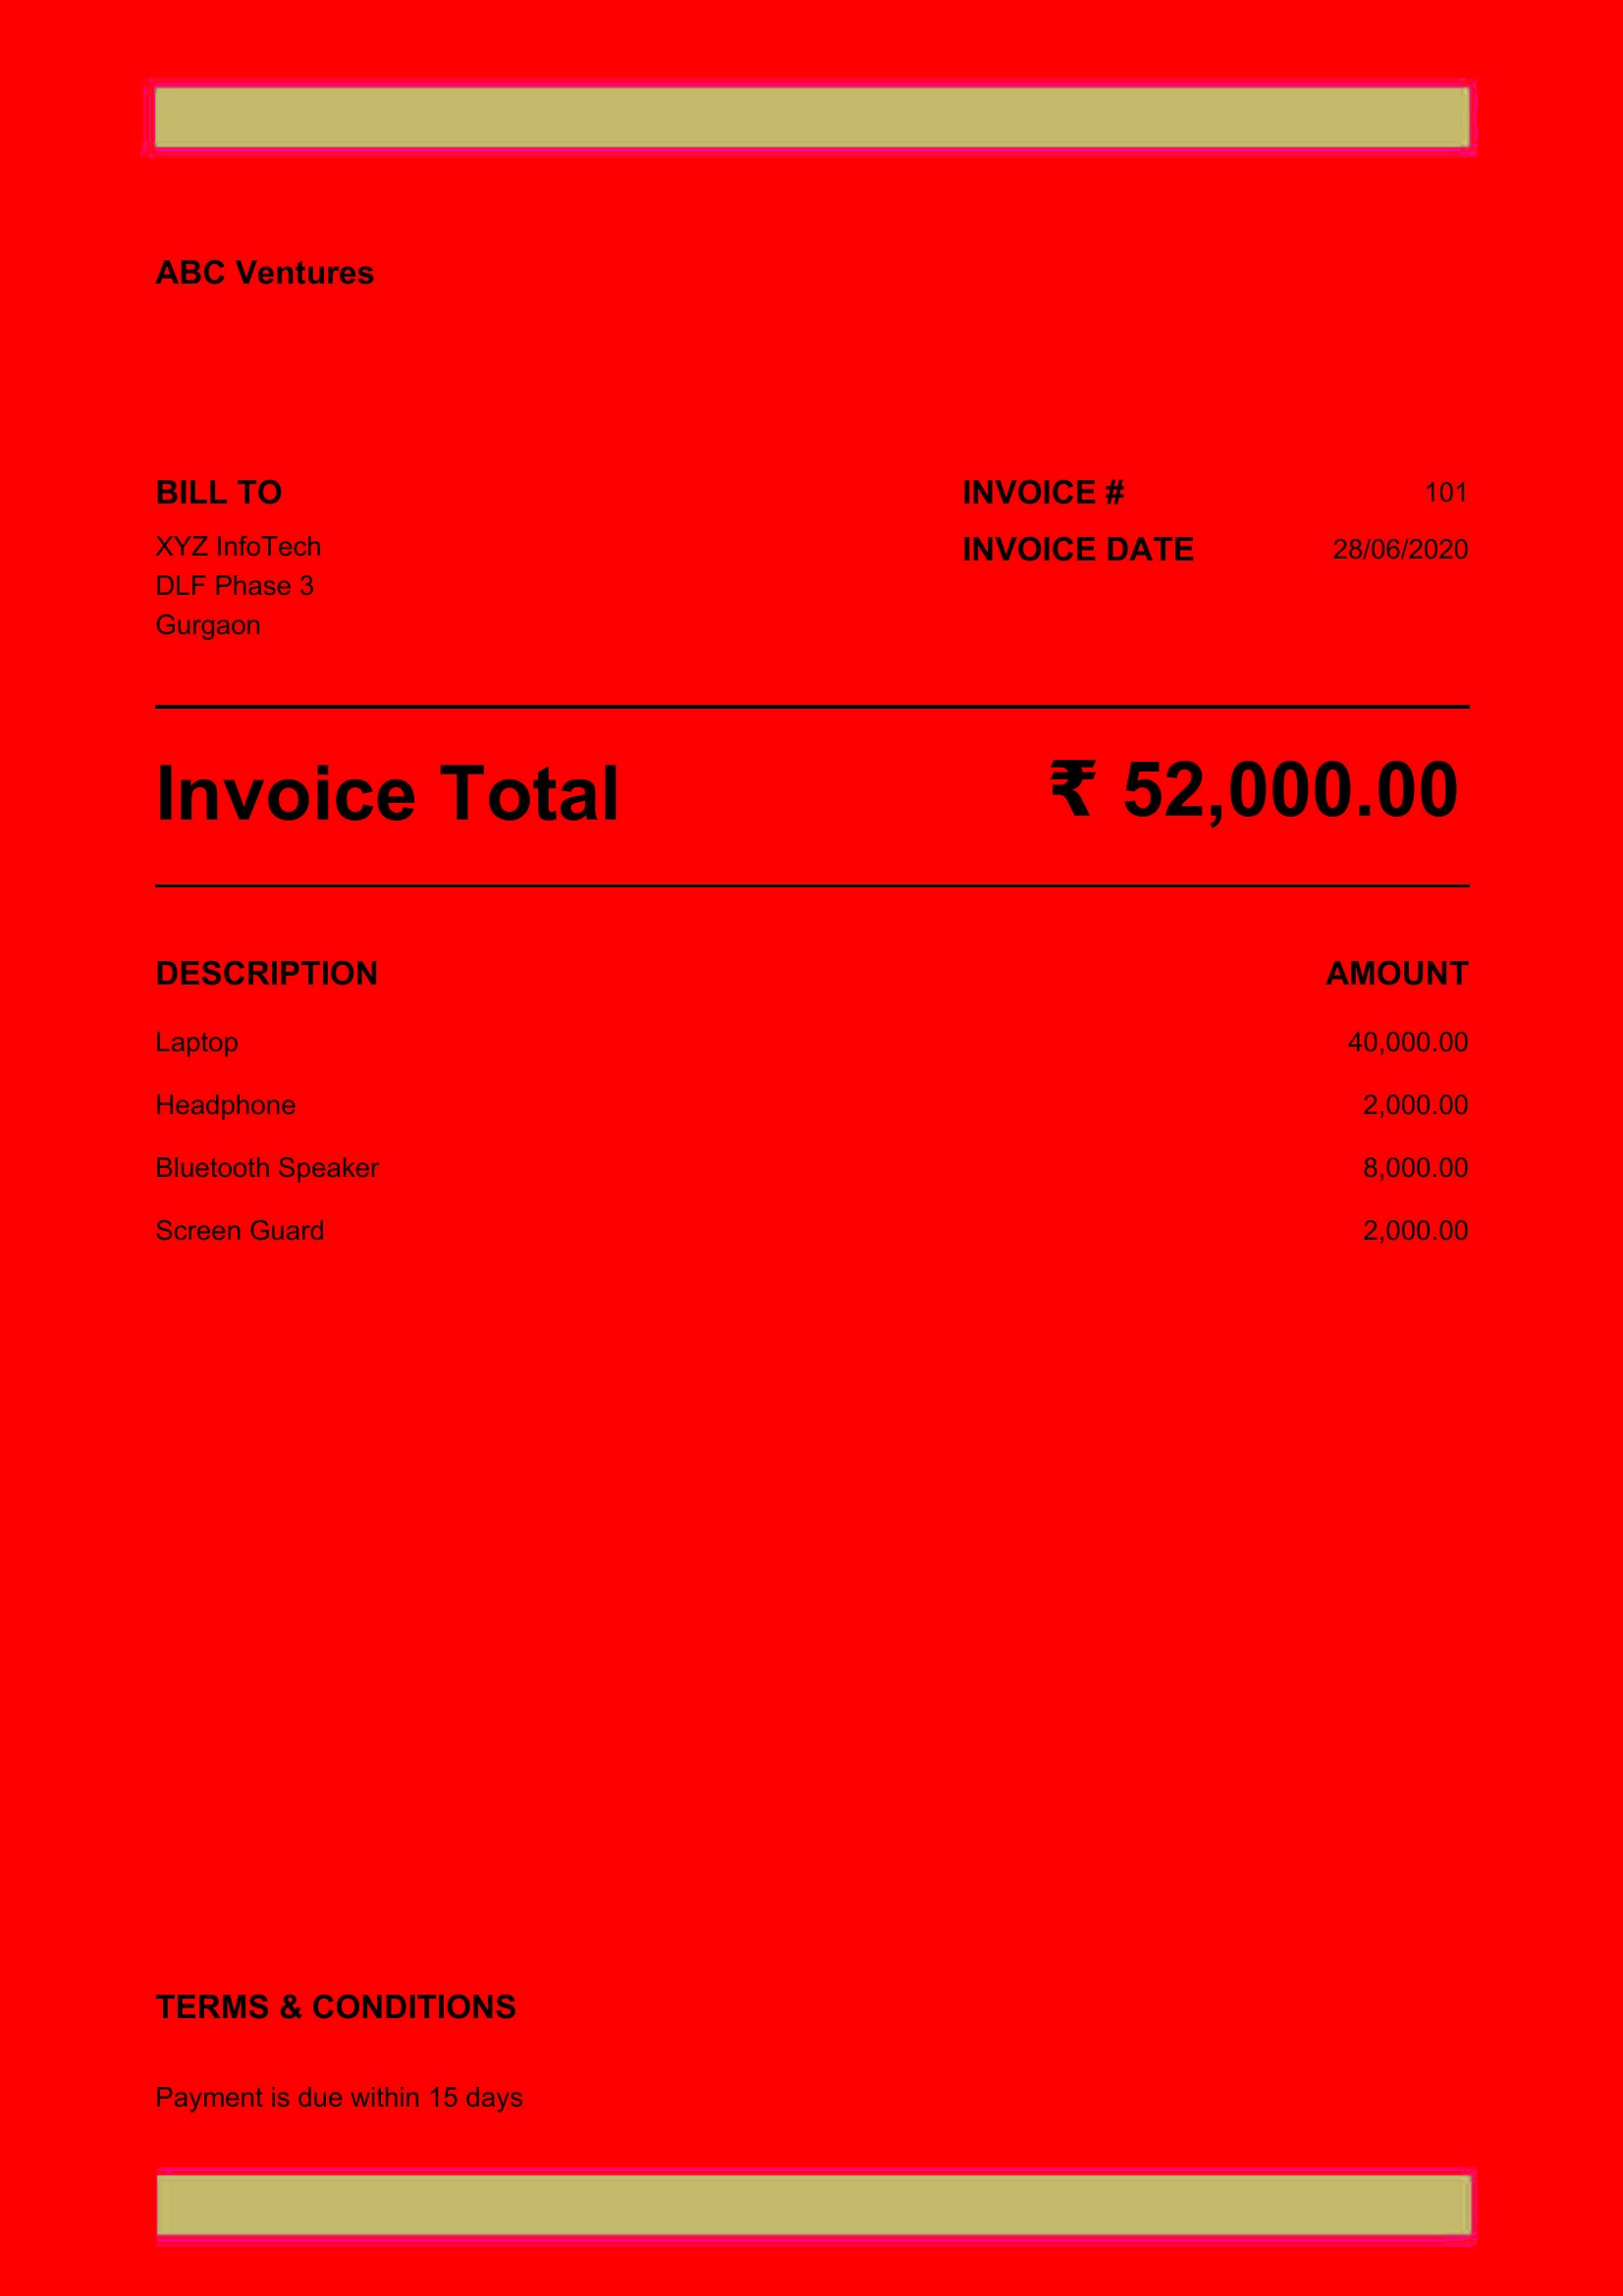 ABC Ventures
BILL TO
XYZ InfoTech
DLF Phase 3
Gurgaon
INVOICE # 101
INVOICE DATE 28/06/2020
Invoice Total ₹ 52,000.00
DESCRIPTION AMOUNT
Laptop 40,000.00
Headphone 2,000.00
Bluetooth Speaker 8,000.00
Screen Guard 2,000.00
TERMS & CONDITIONS
Payment is due within 15 days